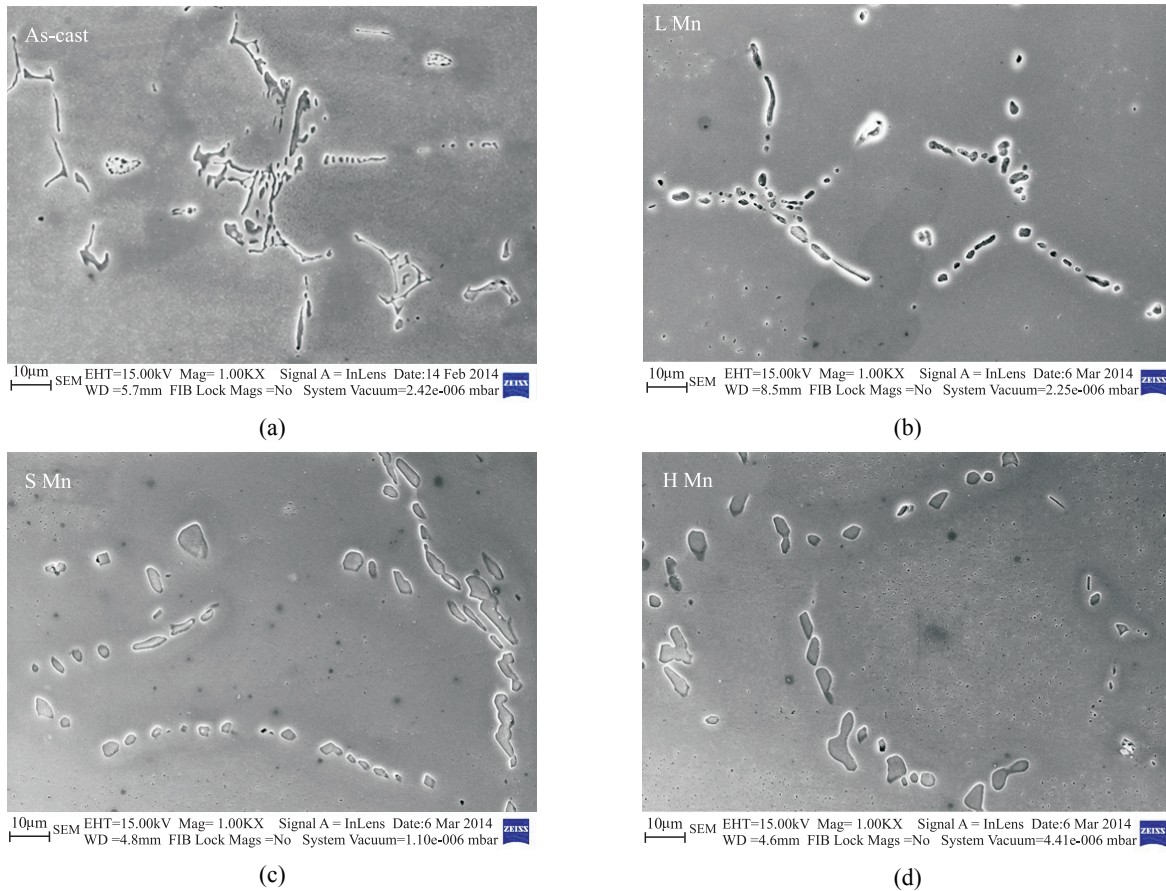 As-cast
10μm SEM EHT=15.00kV Mag= 1.00KX Signal A = InLens Date:14 Feb 2014
WD =5.7mm FIB Lock Mags =No System Vacuum=2.42e-006 mbar
ZEISS
(a)
L Mn
10μm SEM EHT=15.00kV Mag= 1.00KX Signal A = InLens Date:6 Mar 2014
WD =8.5mm FIB Lock Mags =No System Vacuum=2.25e-006 mbar
ZEISS
(b)
S Mn
10μm SEM EHT=15.00kV Mag= 1.00KX Signal A = InLens Date:6 Mar 2014
WD =4.8mm FIB Lock Mags =No System Vacuum=1.10e-006 mbar
ZEISS
(c)
H Mn
10μm SEM EHT=15.00kV Mag= 1.00KX Signal A = InLens Date:6 Mar 2014
WD =4.6mm FIB Lock Mags =No System Vacuum=4.41e-006 mbar
ZEISS
(d)